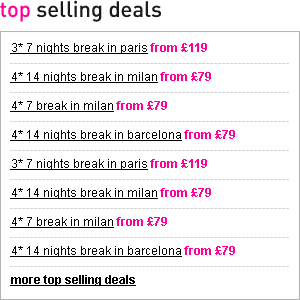 top selling deals
3* 7 nights break in paris from £119
4* 14 nights break in milan from £79
4* 7 break in milan from £79
4* 14 nights break in barcelona from £79
3* 7 nights break in paris from £119
4* 14 nights break in milan from £79
4* 7 break in milan from £79
4* 14 nights break in barcelona from £79
more top selling deals